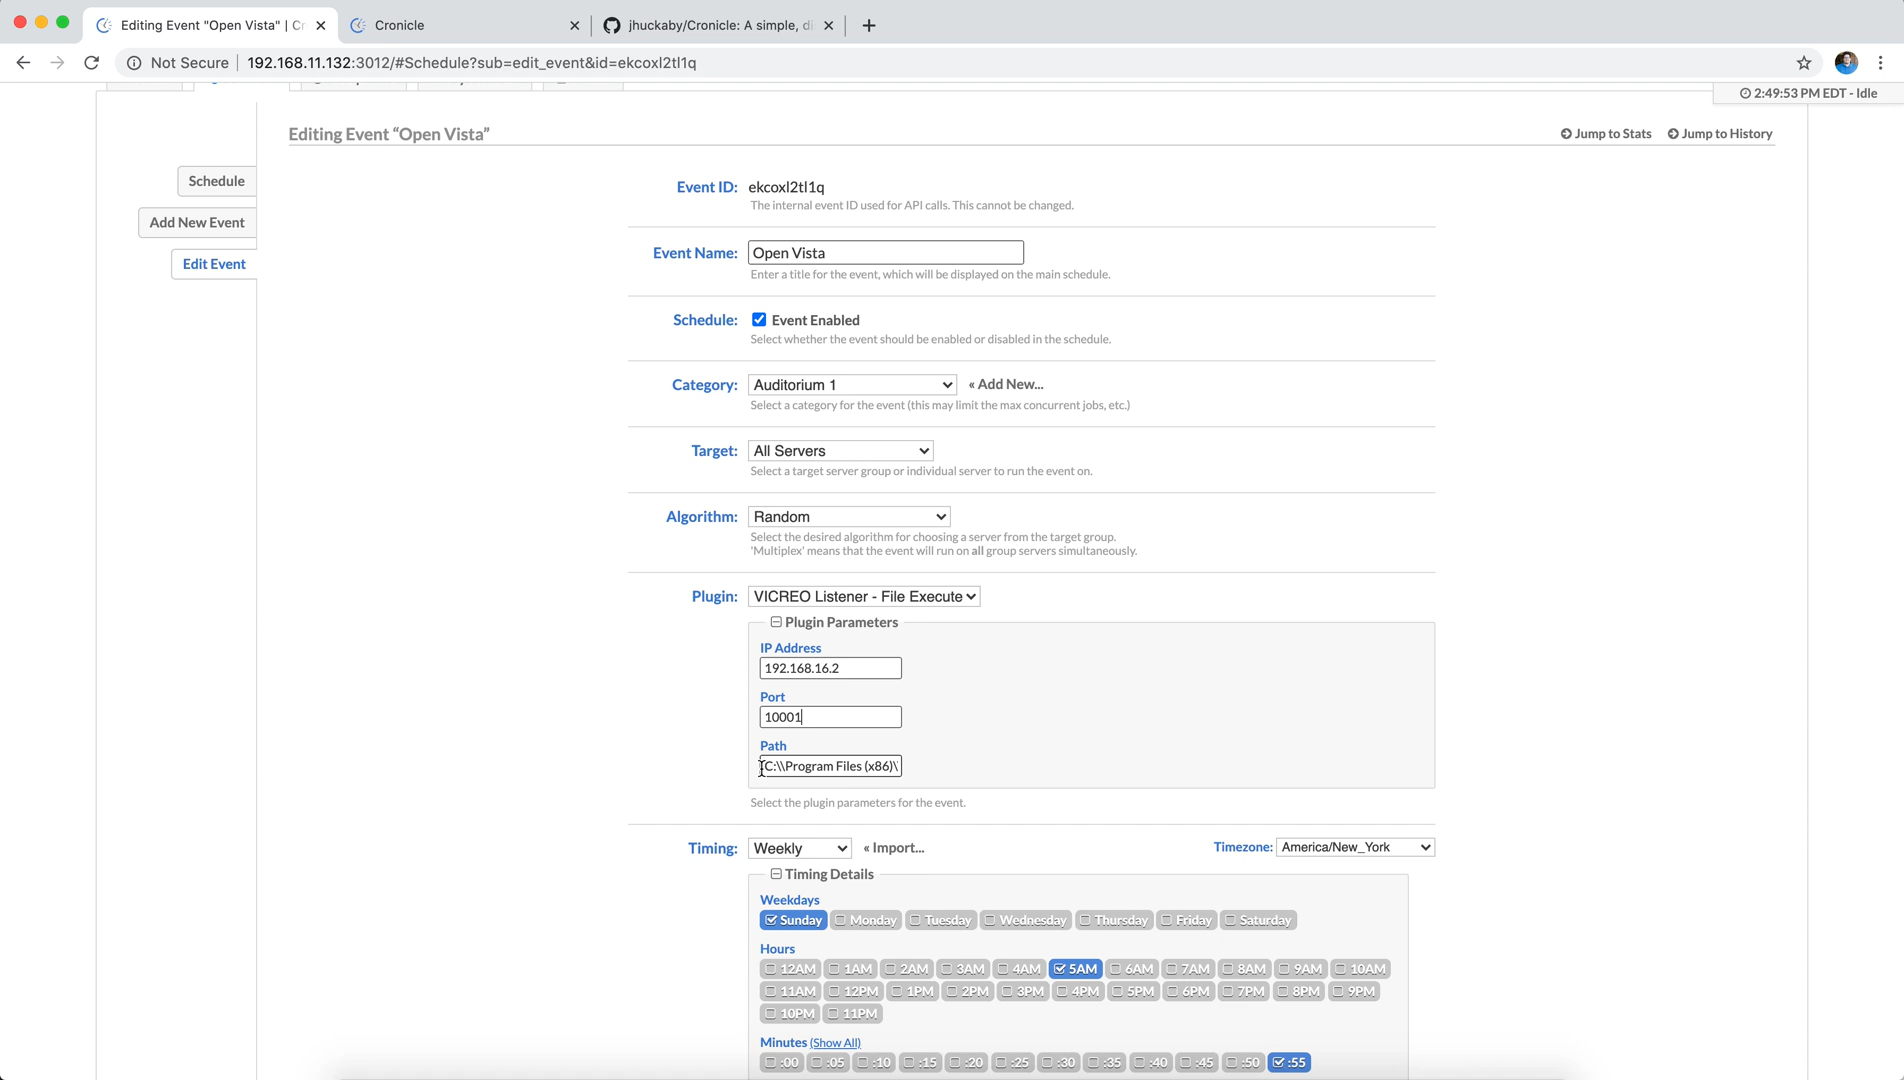 Editing Event "Open Vista" | Cr
Cronicle
jhuckaby/Cronicle: A simple, di
Not Secure
192.168.11.132:3012/#Schedule?sub=edit_event&id=ekcoxl2tl1q
2:49:53 PM EDT - Idle
Editing Event “Open Vista”
Jump to Stats
Jump to History
Schedule
Add New Event
Edit Event
Event ID: ekcoxl2tl1q
The internal event ID used for API calls. This cannot be changed.
Event Name: Open Vista
Enter a title for the event, which will be displayed on the main schedule.
Schedule: Event Enabled
Select whether the event should be enabled or disabled in the schedule.
Category: Auditorium 1 « Add New...
Select a category for the event (this may limit the max concurrent jobs, etc.)
Target: All Servers
Select a target server group or individual server to run the event on.
Algorithm: Random
Select the desired algorithm for choosing a server from the target group.
'Multiplex' means that the event will run on all group servers simultaneously.
Plugin: VICREO Listener - File Execute
Plugin Parameters
IP Address
192.168.16.2
Port
10001
Path
C:\\Program Files (x86)\
Select the plugin parameters for the event.
Timing: Weekly « Import... Timezone: America/New_York
Timing Details
Weekdays
Sunday Monday Tuesday Wednesday Thursday Friday Saturday
Hours
12AM 1AM 2AM 3AM 4AM 5AM 6AM 7AM 8AM 9AM 10AM
11AM 12PM 1PM 2PM 3PM 4PM 5PM 6PM 7PM 8PM 9PM
10PM 11PM
Minutes (Show All)
:00 :05 :10 :15 :20 :25 :30 :35 :40 :45 :50 :55